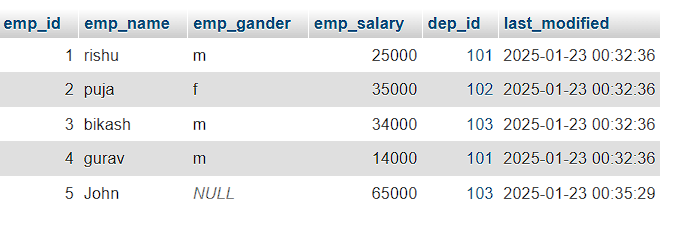 emp_id emp_name emp_gander emp_salary dep_id last_modified
1 rishu m 25000 101 2025-01-23 00:32:36
2 puja f 35000 102 2025-01-23 00:32:36
3 bikash m 34000 103 2025-01-23 00:32:36
4 gurav m 14000 101 2025-01-23 00:32:36
5 John NULL 65000 103 2025-01-23 00:35:29